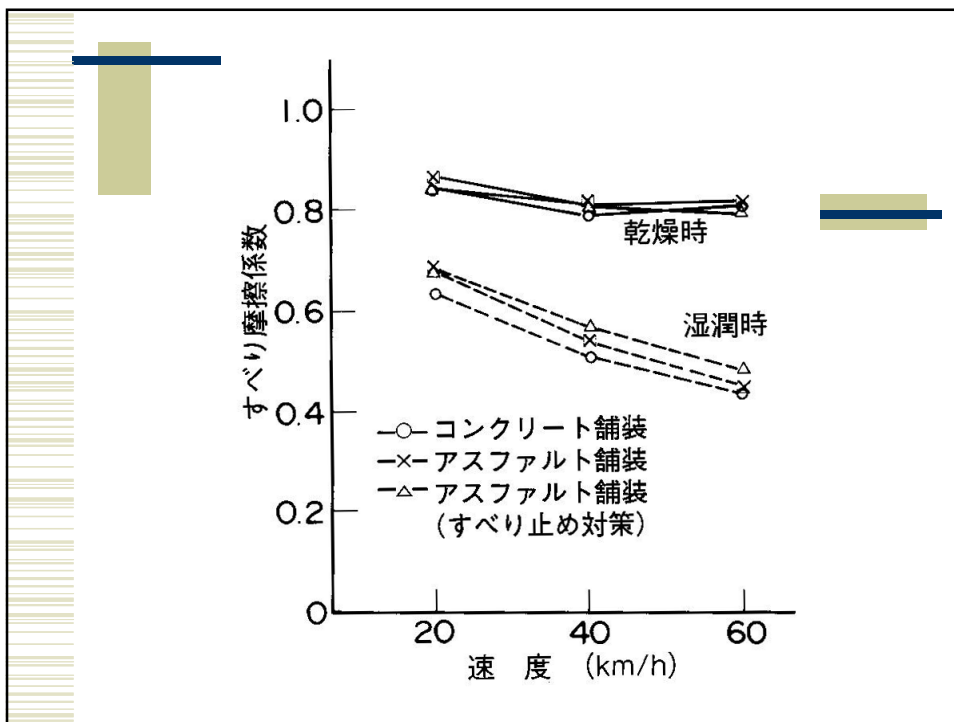 1.0
0.8
0.6
0.4
0.2
0
すべり摩擦係数
乾燥時
湿潤時
コンクリート舗装
アスファルト舗装
アスファルト舗装
(すべり止め対策)
20 40 60
速 度 (km/h)